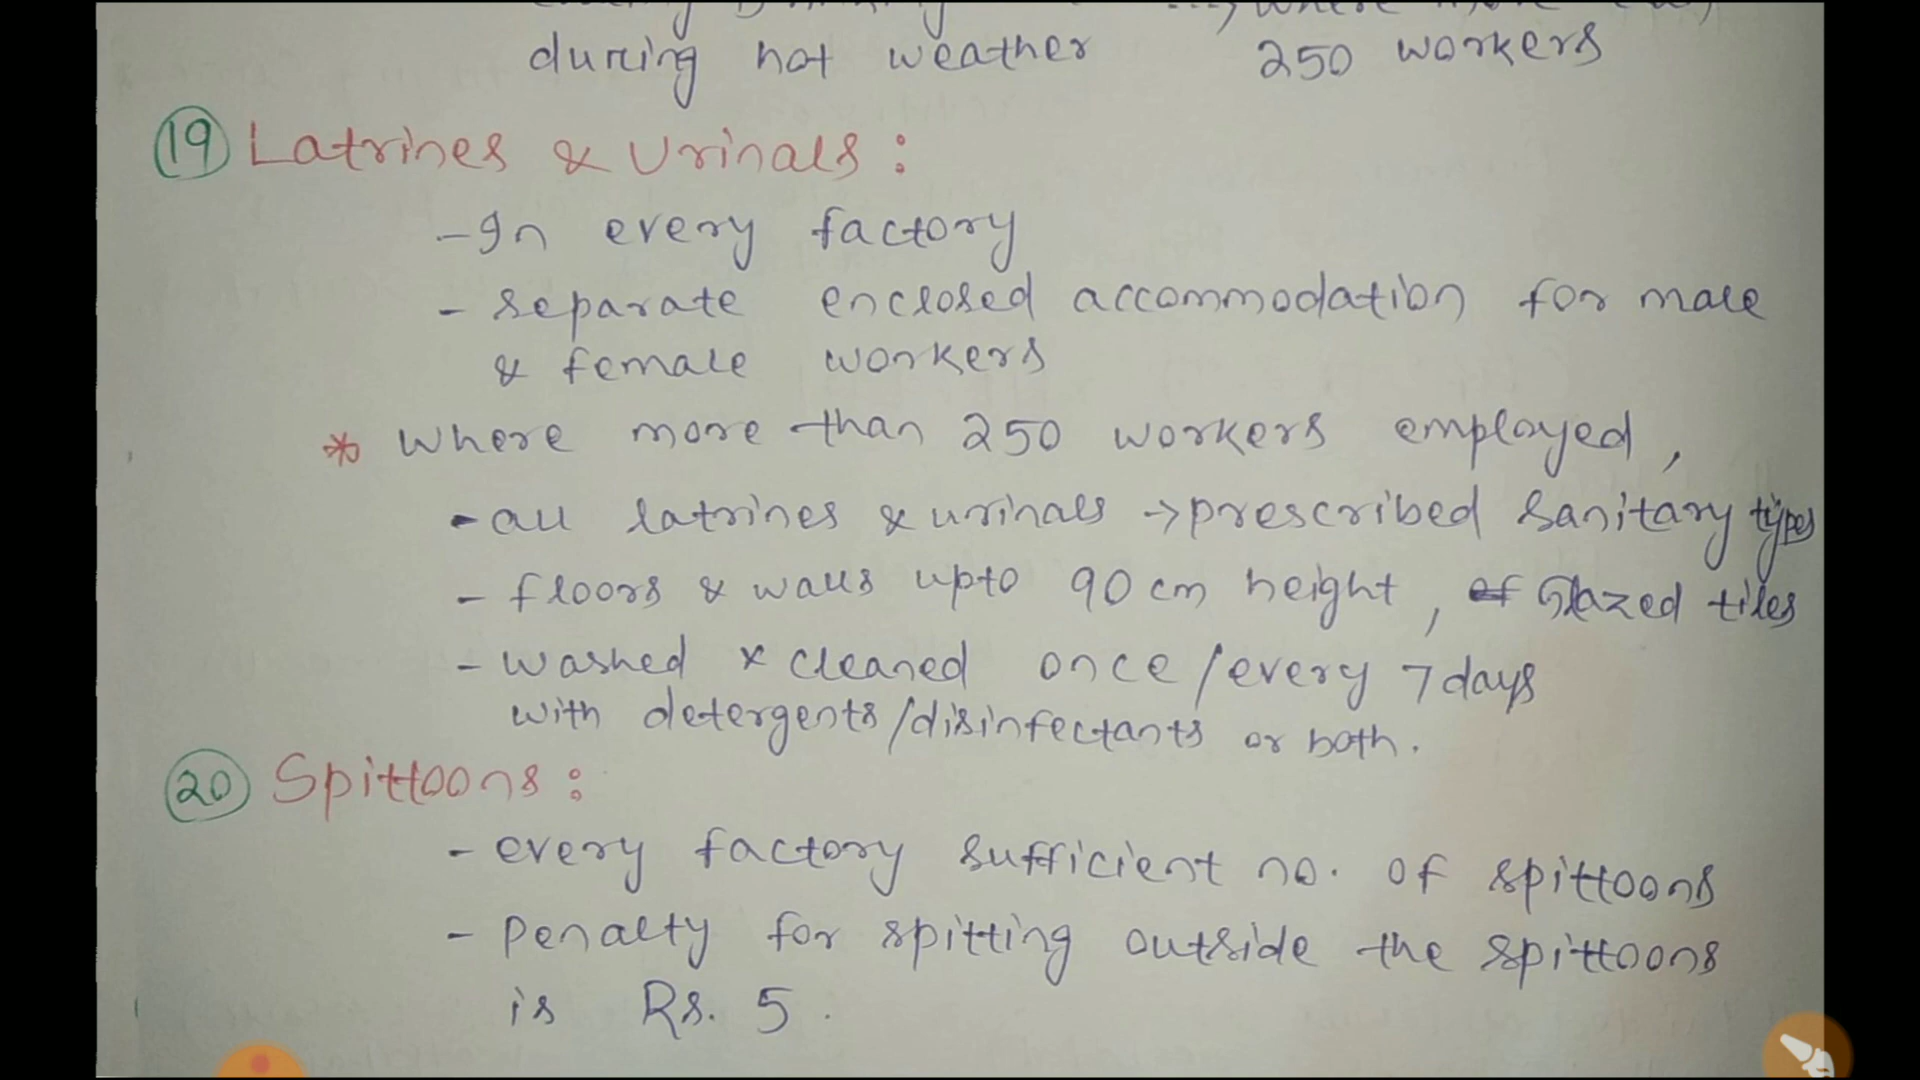 during hot weather 250 workers
19 Latrines & Urinals :
- In every factory
- separate enclosed accommodation for male
& female workers
* Where more than 250 workers employed,
- all latrines & urinals → prescribed sanitary types
- floors & walls upto 90 cm height, of Glazed tiles
- washed & cleaned once/every 7 days
with detergents/disinfectants or both.
20 Spittoons :
- every factory sufficient no. of spittoons
- Penalty for spitting outside the spittoons
is Rs. 5.